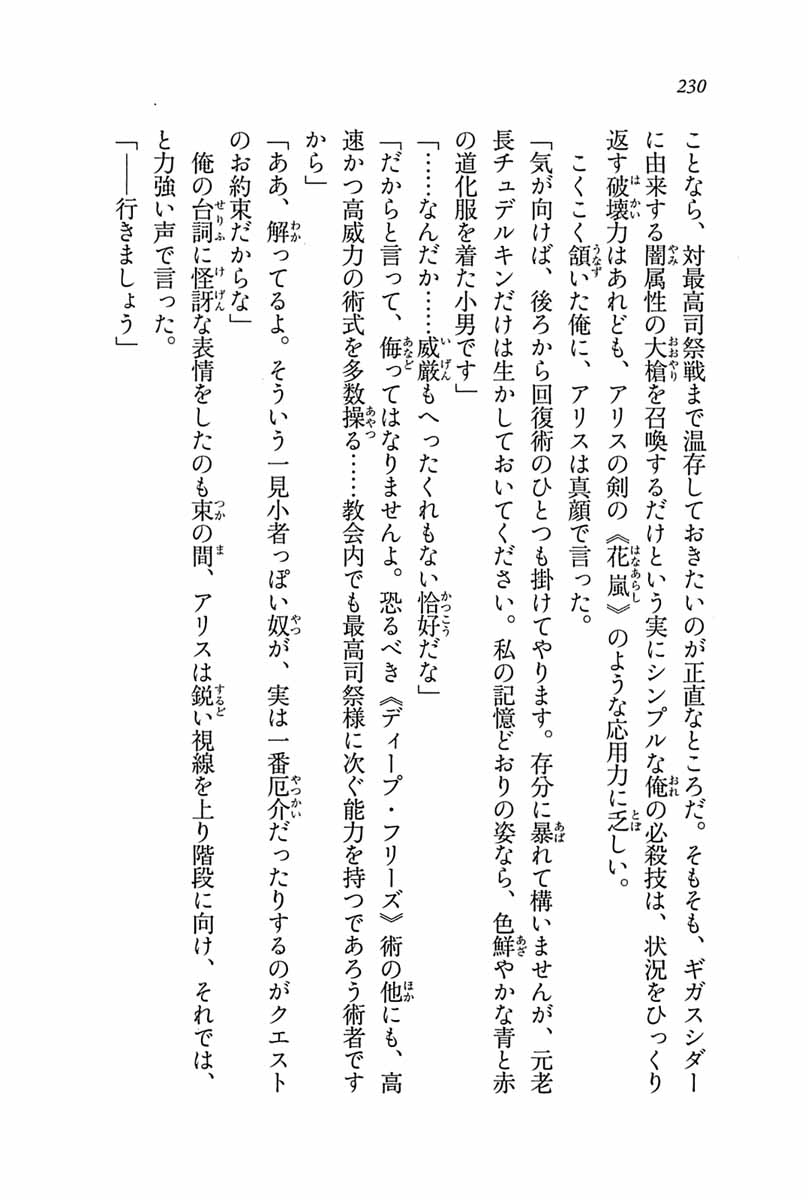 230
ことなら、対最高司祭戦まで温存しておきたいのが正直なところだ。そもそも、ギガスシダー
に由来する闇属性の大槍を召喚するだけという実にシンプルな俺の必殺技は、状況をひっくり
返す破壊力はあれども、アリスの剣の《花嵐》のような応用力に乏しい。
こくこく頷いた俺に、アリスは真顔で言った。
「気が向けば、後ろから回復術のひとつも掛けてやります。存分に暴れて構いませんが、元老
長チュデルキンだけは生かしておいてください。私の記憶どおりの姿なら、色鮮やかな青と赤
の道化服を着た小男です」
「……なんだか……威厳もへったくれもない恰好だな」
「だからと言って、侮ってはなりませんよ。恐るべき《ディープ・フリーズ》術の他にも、高
速かつ高威力の術式を多数操る……教会内でも最高司祭様に次ぐ能力を持つであろう術者です
から」
「ああ、解ってるよ。そういう一見小者っぽい奴が、実は一番厄介だったりするのがクエスト
のお約束だからな」
俺の台詞に怪訝な表情をしたのも束の間、アリスは鋭い視線を上り階段に向け、それでは、
と力強い声で言った。
「――行きましょう」